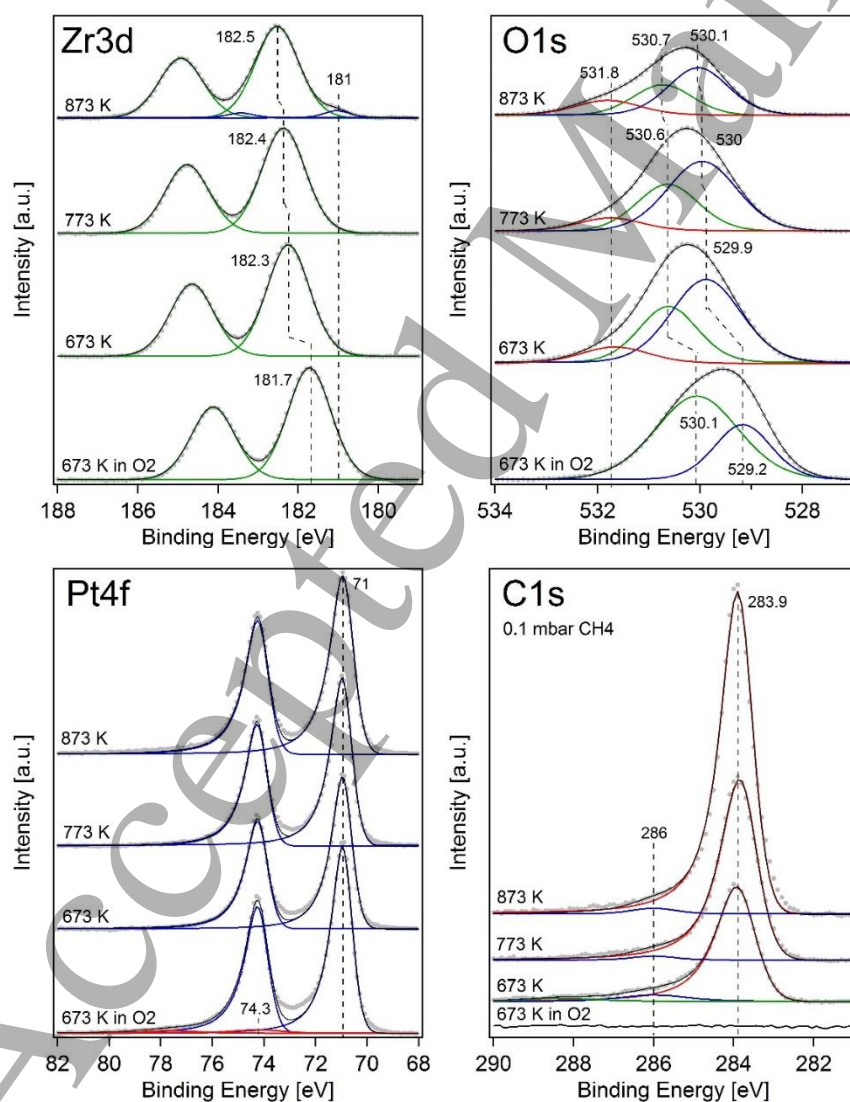 Zr3d
182.5
181
873 K
182.4
773 K
182.3
673 K
181.7
673 K in O2
188 186 184 182 180
Binding Energy [eV]
Intensity [a.u.]
O1s
530.7
530.1
531.8
873 K
530.6
530
773 K
529.9
673 K
530.1
673 K in O2
529.2
534 532 530 528
Binding Energy [eV]
Intensity [a.u.]
Pt4f
71
873 K
773 K
673 K
74.3
673 K in O2
82 80 78 76 74 72 70 68
Binding Energy [eV]
Intensity [a.u.]
C1s
283.9
0.1 mbar CH4
286
873 K
773 K
673 K
673 K in O2
290 288 286 284 282
Binding Energy [eV]
Intensity [a.u.]
Accepted Man